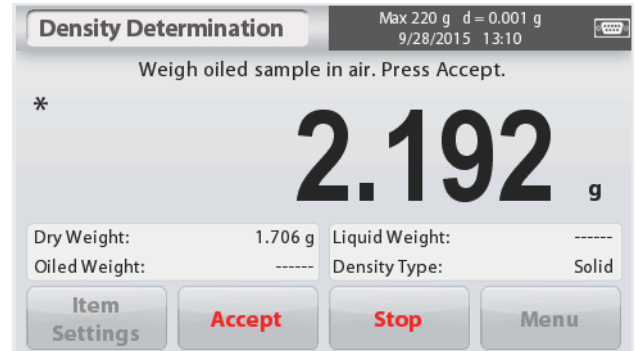 Density Determination
Max 220 g d = 0.001 g
9/28/2015 13:10
Weigh oiled sample in air. Press Accept.
*
2.192 g
Dry Weight: 1.706 g Liquid Weight: ------
Oiled Weight: ------ Density Type: Solid
Item Settings Accept Stop Menu